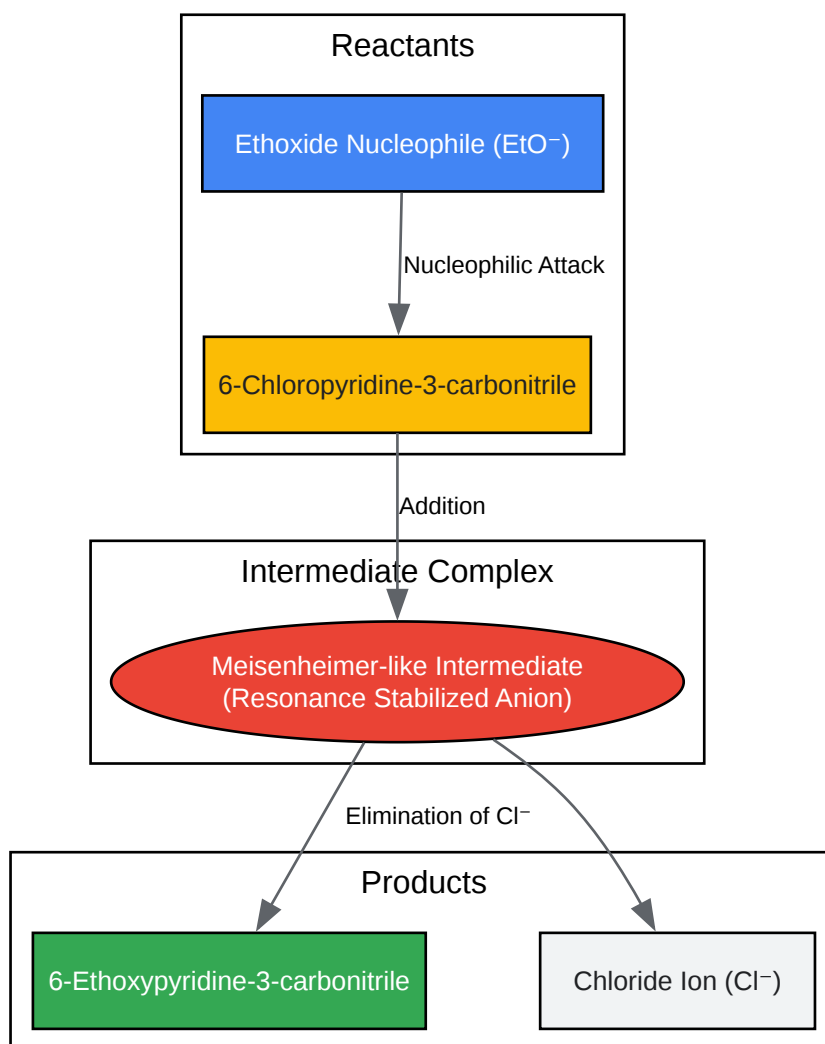 Reactants
Ethoxide Nucleophile (EtO⁻)
Nucleophilic Attack
6-Chloropyridine-3-carbonitrile
Addition
Intermediate Complex
Meisenheimer-like Intermediate
(Resonance Stabilized Anion)
Elimination of Cl⁻
Products
6-Ethoxypyridine-3-carbonitrile
Chloride Ion (Cl⁻)